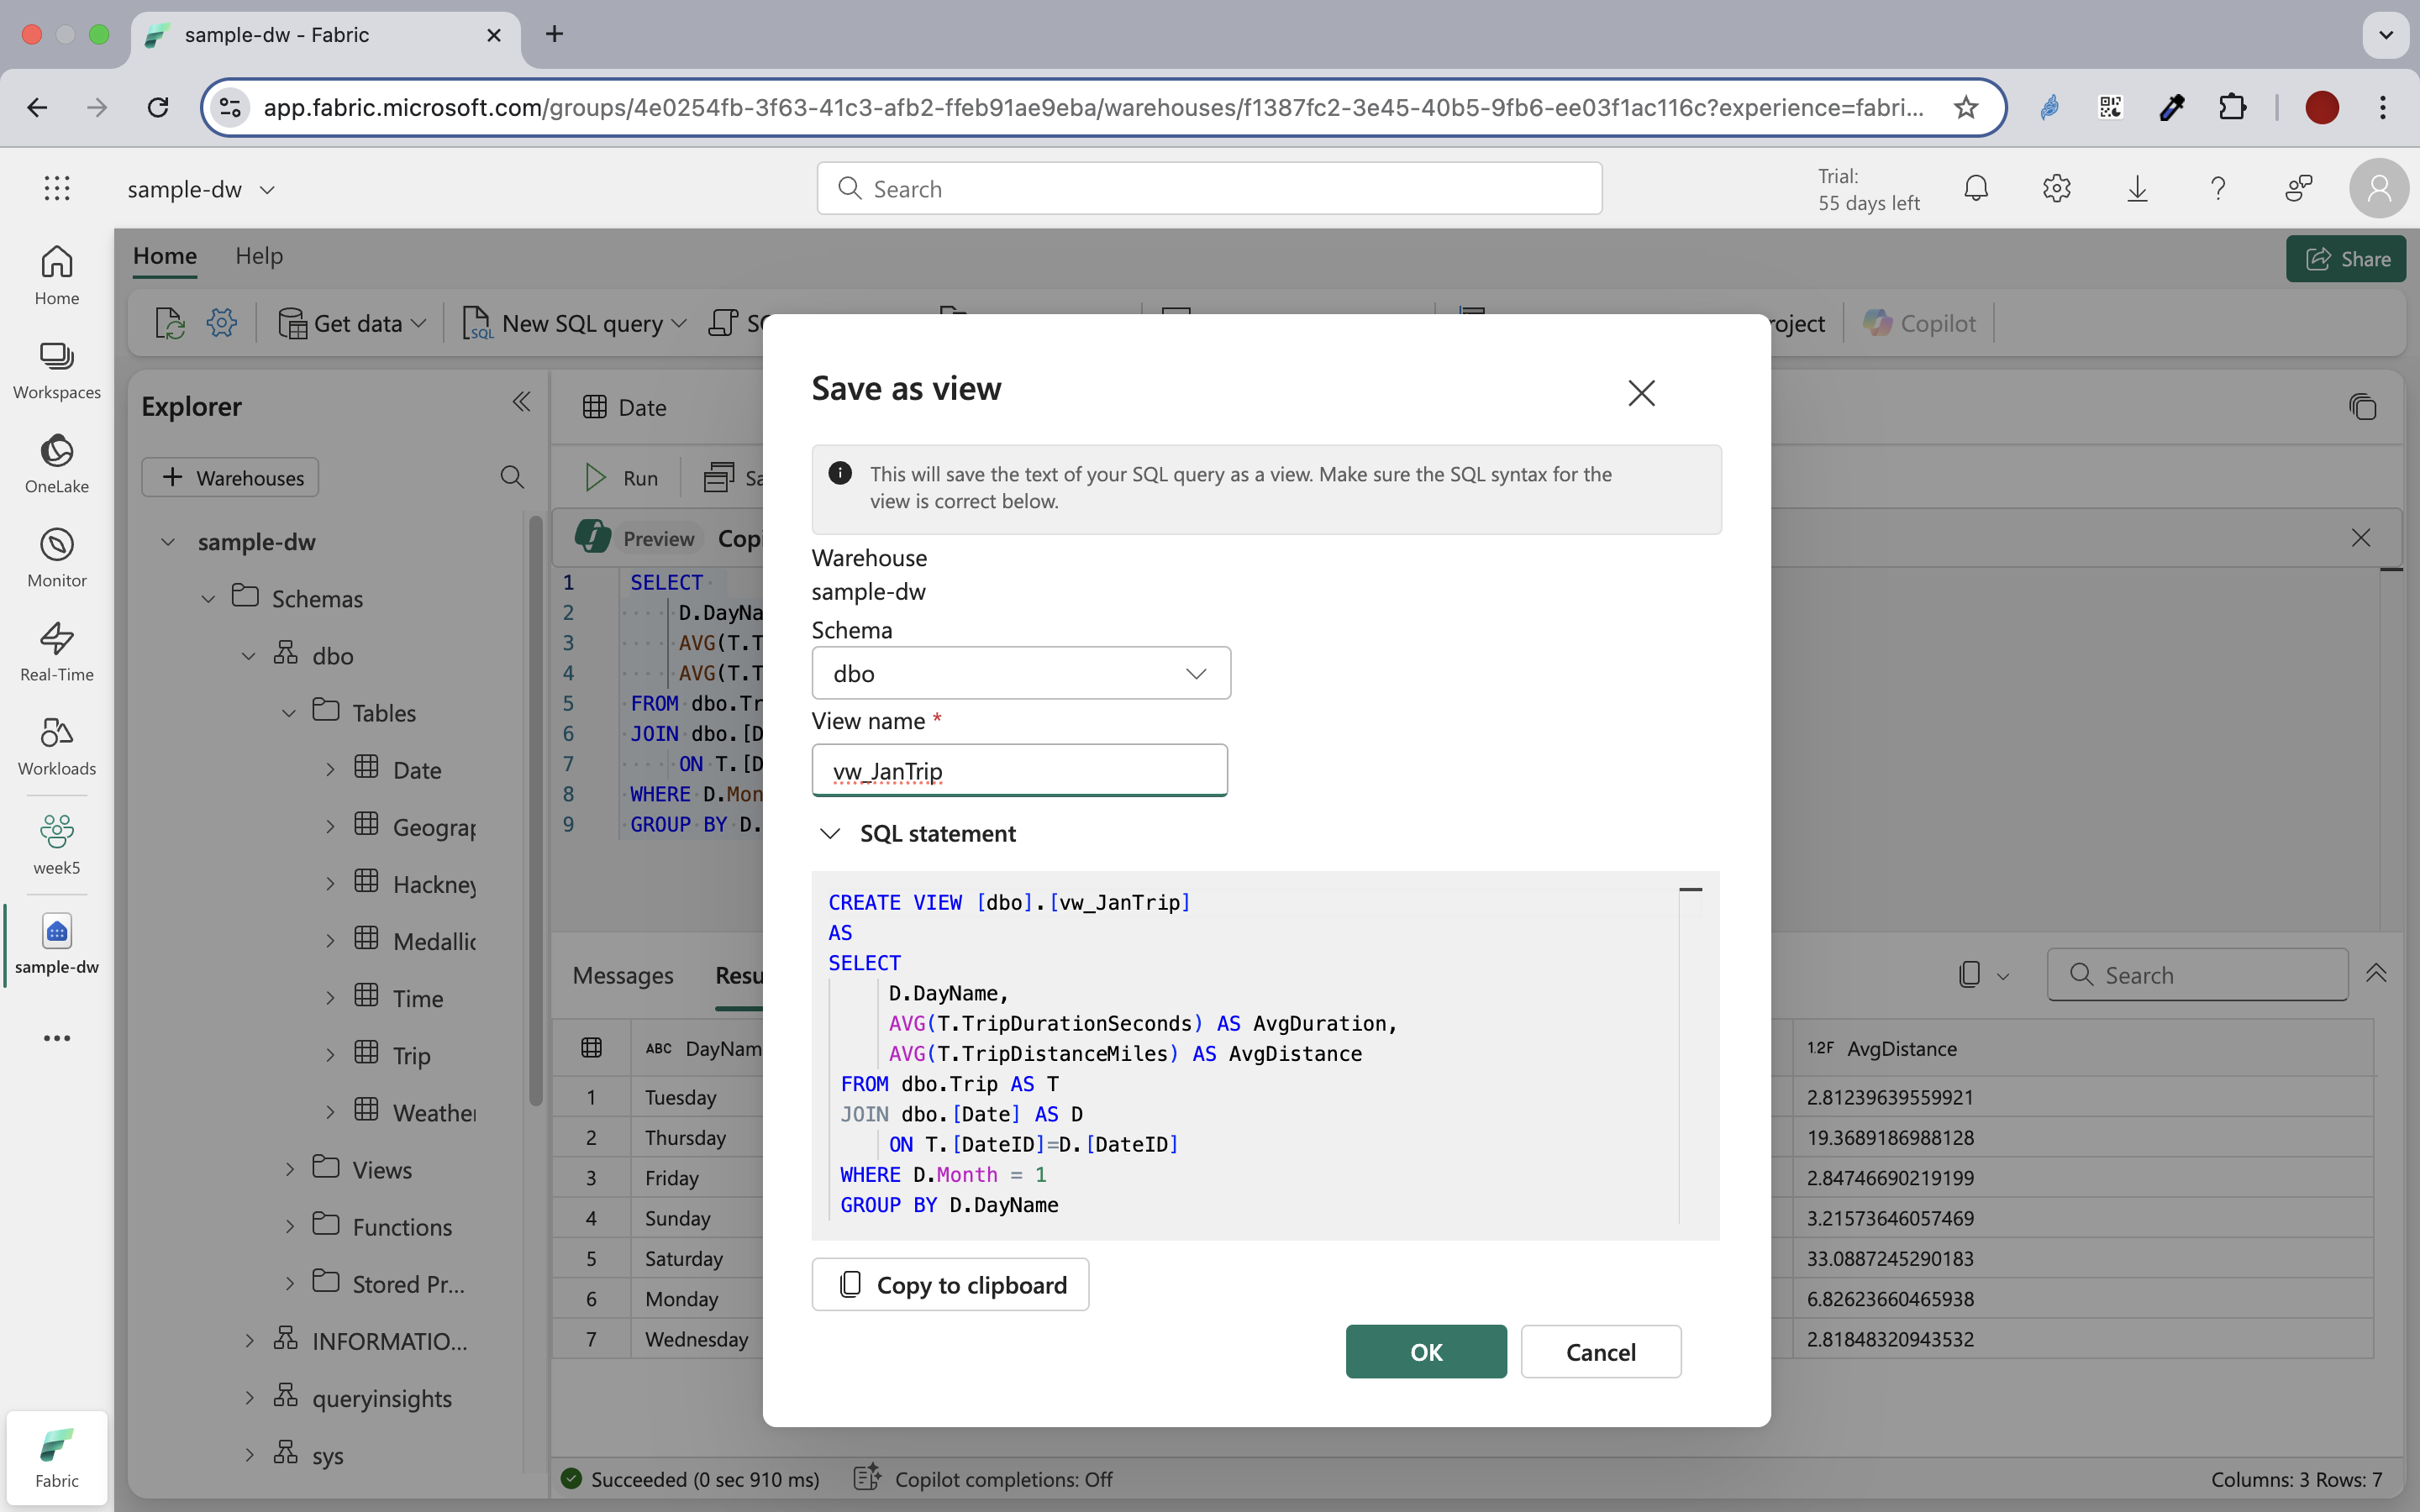 sample-dw - Fabric
app.fabric.microsoft.com/groups/4e0254fb-3f63-41c3-afb2-ffeb91ae9eba/warehouses/f1387fc2-3e45-40b5-9fb6-ee03f1ac116c?experience=fabri...
sample-dw
Search
Trial:
55 days left
Home
Help
Share
Get data
New SQL query
roject
Copilot
Home
Workspaces
OneLake
Monitor
Real-Time
Workloads
week5
sample-dw
Fabric
Explorer
Warehouses
sample-dw
Schemas
dbo
Tables
Date
Geograp
Hackney
Medallic
Time
Trip
Weather
Views
Functions
Stored Pr...
INFORMATIO...
queryinsights
sys
Date
Run
Sa
Preview Cop
1 SELECT
2 D.DayNa
3 AVG(T.T
4 AVG(T.T
5 FROM dbo.Tr
6 JOIN dbo.[D
7 ON T.[D
8 WHERE D.Mon
9 GROUP BY D.
Save as view
This will save the text of your SQL query as a view. Make sure the SQL syntax for the
view is correct below.
Warehouse
sample-dw
Schema
dbo
View name *
vw_JanTrip
SQL statement
CREATE VIEW [dbo].[vw_JanTrip]
AS
SELECT
D.DayName,
AVG(T.TripDurationSeconds) AS AvgDuration,
AVG(T.TripDistanceMiles) AS AvgDistance
FROM dbo.Trip AS T
JOIN dbo.[Date] AS D
ON T.[DateID]=D.[DateID]
WHERE D.Month = 1
GROUP BY D.DayName
Copy to clipboard
OK
Cancel
Messages
Resu
Search
ABC DayNam
1.2F AvgDistance
1 Tuesday 2.81239639559921
2 Thursday 19.3689186988128
3 Friday 2.84746690219199
4 Sunday 3.21573646057469
5 Saturday 33.0887245290183
6 Monday 6.82623660465938
7 Wednesday 2.81848320943532
Succeeded (0 sec 910 ms)
Copilot completions: Off
Columns: 3 Rows: 7